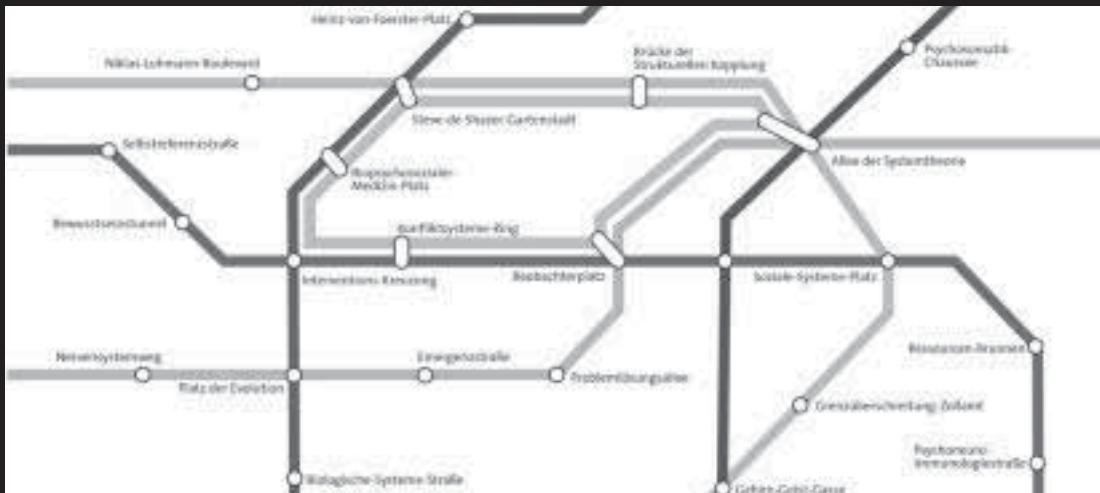 Heinz-von-Foerster-Platz
Niklas-Luhmann-Boulevard
Brücke der
Strukturellen Kopplung
Psychosomatik-
Chaussee
Steve-de-Shazer-Gartenstadt
Selbstreferenzstraße
Allee der Systemtheorie
Biopsychosozialer-
Medizin-Platz
Bewusstseinstunnel
Konfliktsysteme-Ring
Interventions-Kreuzung
Beobachterplatz
Soziale-Systeme-Platz
Nervensystemweg
Emergenzstraße
Ressourcen-Brunnen
Platz der Evolution
Problemlösungsallee
Grenzüberschreitung-Zollamt
Psychoneuro-
Immunologiestraße
Biologische-Systeme-Straße
Gehirn-Geist-Gasse